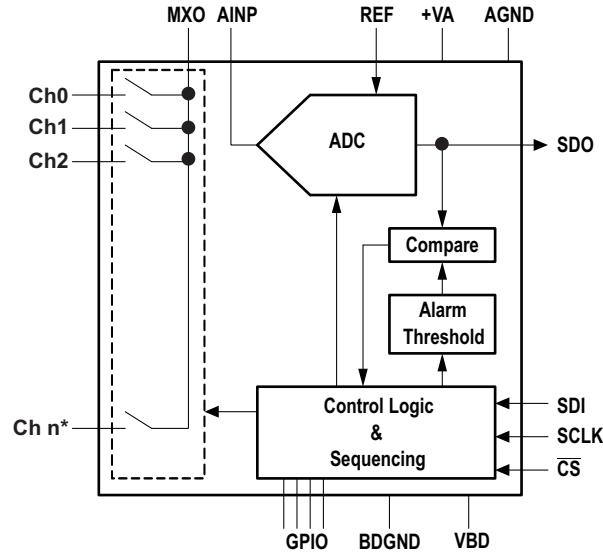 MXO AINP REF +VA AGND
Ch0
Ch1
Ch2
ADC
SDO
Compare
Alarm
Threshold
Ch n*
Control Logic
&
Sequencing
SDI
SCLK
C̅S̅
GPIO BDGND VBD